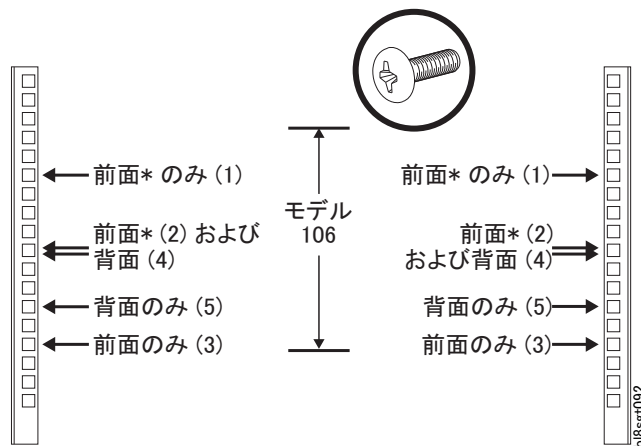 前面* のみ (1)
前面* (2) および
背面 (4)
背面のみ (5)
前面のみ (3)
モデル
106
前面* のみ (1)
前面* (2)
および背面 (4)
背面のみ (5)
前面のみ (3)